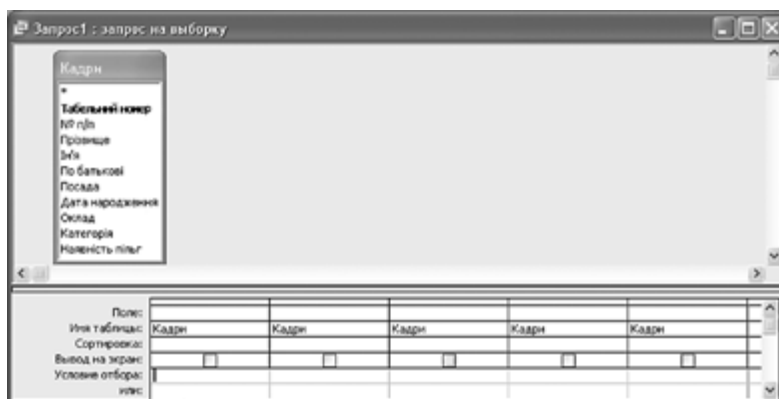 Запрос1 : запрос на выборку
Кадри
*
Табельний номер
№ п/п
Прізвище
Ім'я
По батькові
Посада
Дата народження
Оклад
Категорія
Наявність пільг
Поле:
Имя таблицы: Кадри Кадри Кадри Кадри Кадри
Сортировка:
Вывод на экран:
Условие отбора:
или: